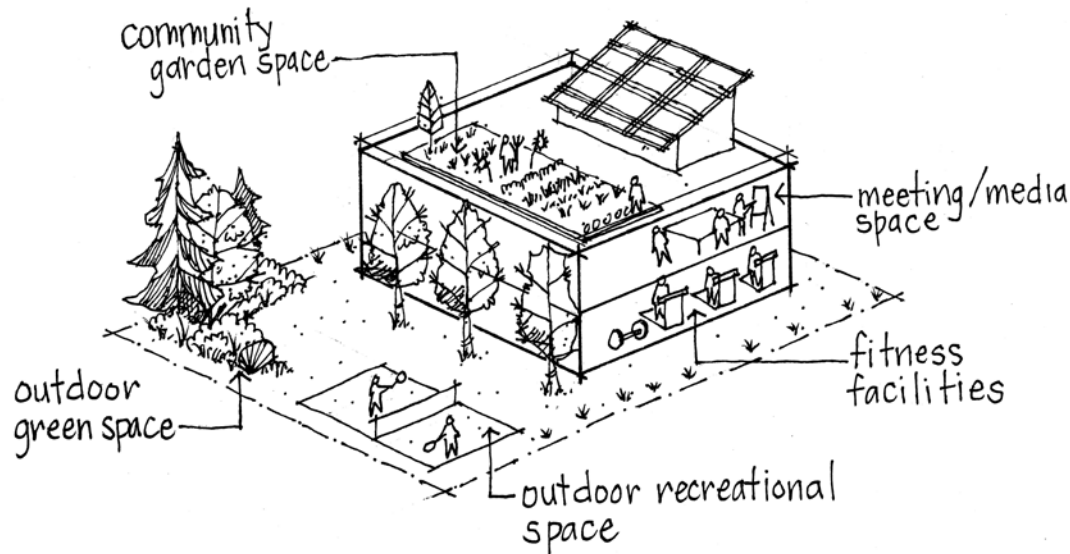 community
garden space
meeting/media
space
fitness
facilities
outdoor
green space
outdoor recreational
space